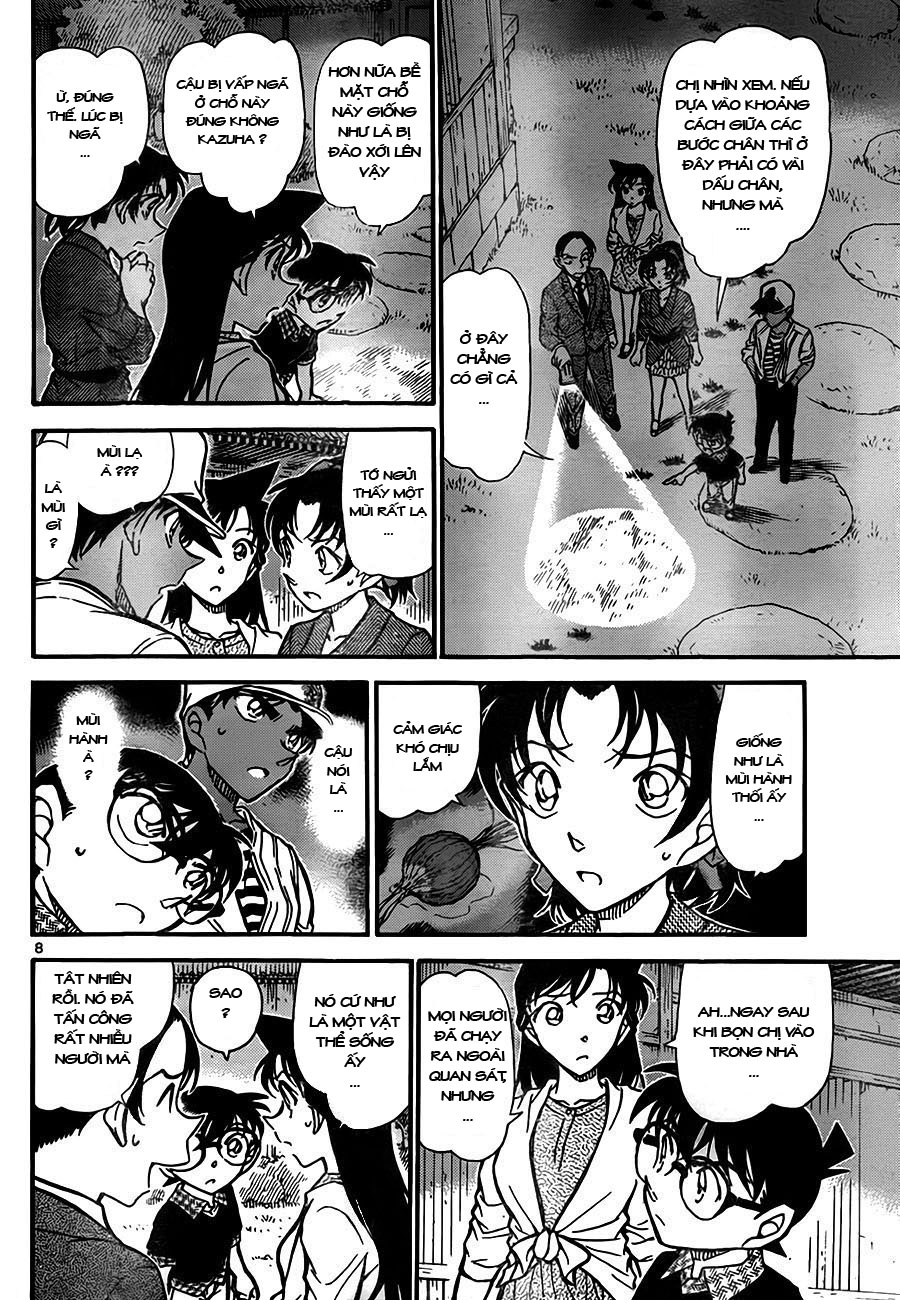 CHỊ NHÌN XEM. NẾU
DỰA VÀO KHOẢNG
CÁCH GIỮA CÁC
BƯỚC CHÂN THÌ Ở
ĐÂY PHẢI CÓ VÀI
DẤU CHÂN,
NHƯNG MÀ
....
Ở ĐÂY
CHẲNG
CÓ GÌ CẢ
...
HƠN NỮA BỀ
MẶT CHỖ
NÀY GIỐNG
NHƯ LÀ BỊ
ĐÀO XỚI LÊN
VẬY
CẬU BỊ VẤP NGÃ
Ở CHỖ NÀY
ĐÚNG KHÔNG
KAZUHA ?
Ừ, ĐÚNG
THẾ. LÚC BỊ
NGÃ
...
TỚ NGỬI
THẤY MỘT
MÙI RẤT LẠ
...
MÙI LẠ
À ???
LÀ
MÙI
GÌ
?
GIỐNG
NHƯ LÀ
MÙI HÀNH
THỐI ẤY
...
CẢM GIÁC
KHÓ CHỊU
LẮM
CẬU
NÓI
LÀ
...
MÙI
HÀNH
À
?
8
AH...NGAY SAU
KHI BỌN CHỊ VÀO
TRONG NHÀ
...
MỌI NGƯỜI
ĐÃ CHẠY
RA NGOÀI
QUAN SÁT,
NHƯNG
...
NÓ CỨ NHƯ
LÀ MỘT VẬT
THỂ SỐNG
ẤY
...
SAO
?
TẤT NHIÊN
RỒI. NÓ ĐÃ
TẤN CÔNG
RẤT NHIỀU
NGƯỜI MÀ